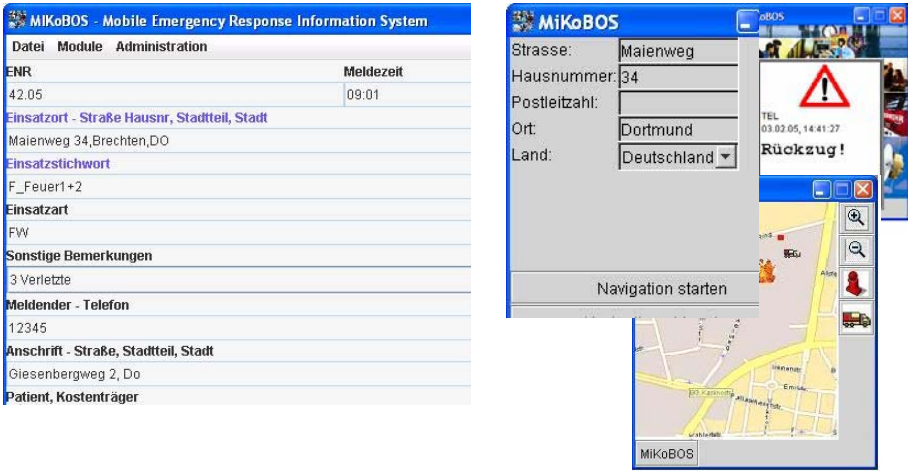 MIKoBOS - Mobile Emergency Response Information System
Datei Module Administration
ENR Meldezeit
42.05 09:01
Einsatzort - Straße Hausnr, Stadtteil, Stadt
Maienweg 34,Brechten,DO
Einsatzstichwort
F_Feuer1+2
Einsatzart
FW
Sonstige Bemerkungen
3 Verletzte
Meldender - Telefon
12345
Anschrift - Straße, Stadtteil, Stadt
Giesenbergweg 2, Do
Patient, Kostenträger
MiKoBOS
Strasse: Maienweg
Hausnummer: 34
Postleitzahl:
Ort: Dortmund
Land: Deutschland
Navigation starten
oBOS
TEL
03.02.05, 14:41:27
Rückzug!
MiKoBOS